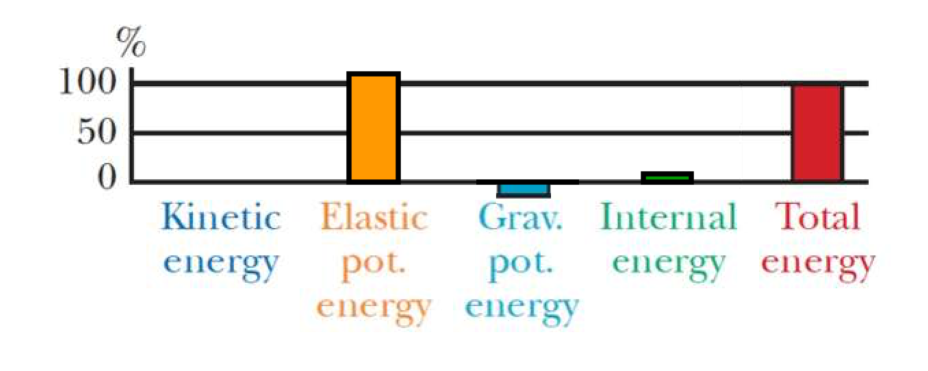 %
100
50
0
Kinetic energy
Elastic pot. energy
Grav. pot. energy
Internal energy
Total energy